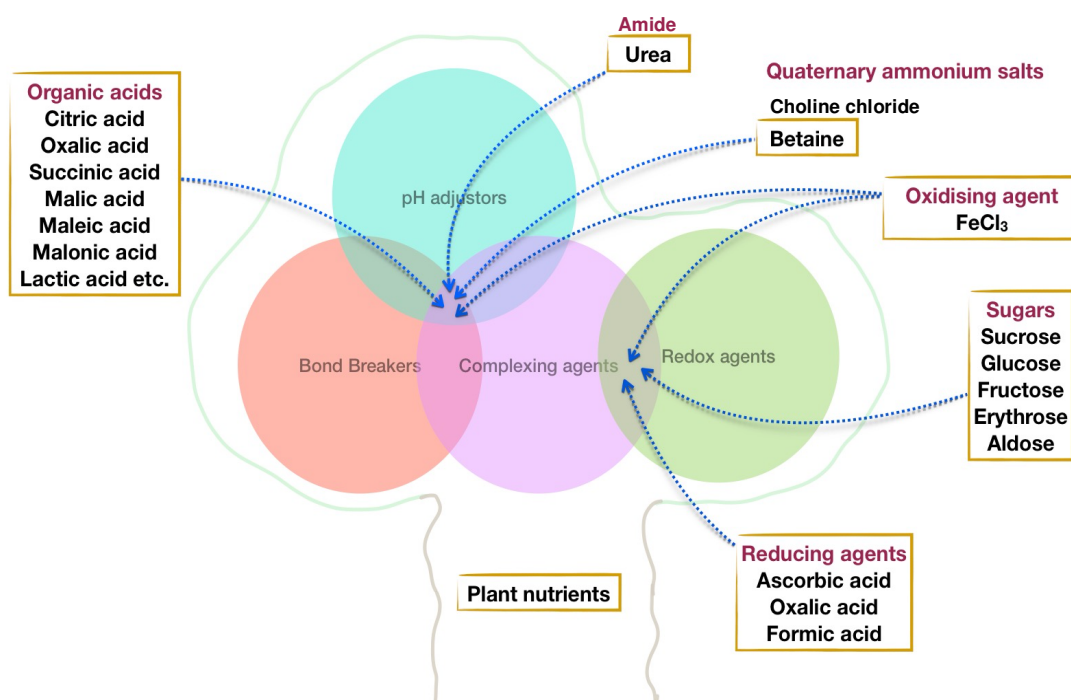 Amide
Urea
Quaternary ammonium salts
Choline chloride
Betaine
Organic acids
Citric acid
Oxalic acid
Succinic acid
Malic acid
Maleic acid
Malonic acid
Lactic acid etc.
pH adjustors
Oxidising agent
FeCl₃
Bond Breakers
Complexing agents
Redox agents
Sugars
Sucrose
Glucose
Fructose
Erythrose
Aldose
Reducing agents
Ascorbic acid
Oxalic acid
Formic acid
Plant nutrients